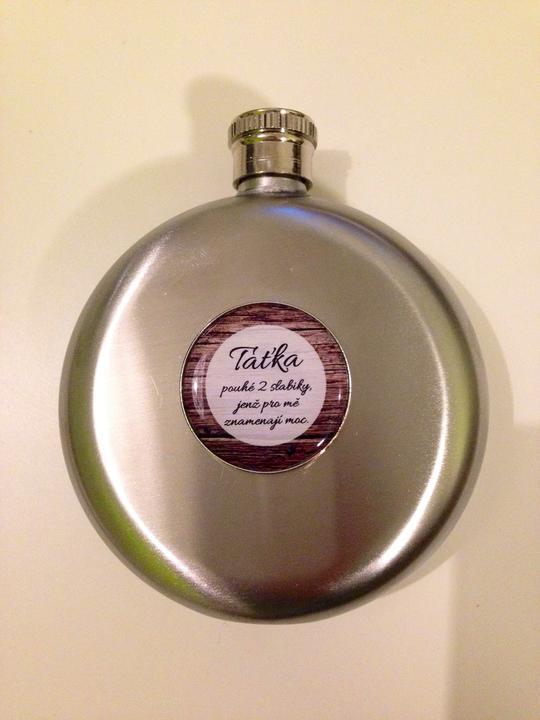 Taťka
pouhé 2 slabiky,
jenž pro mě
znamenají moc.